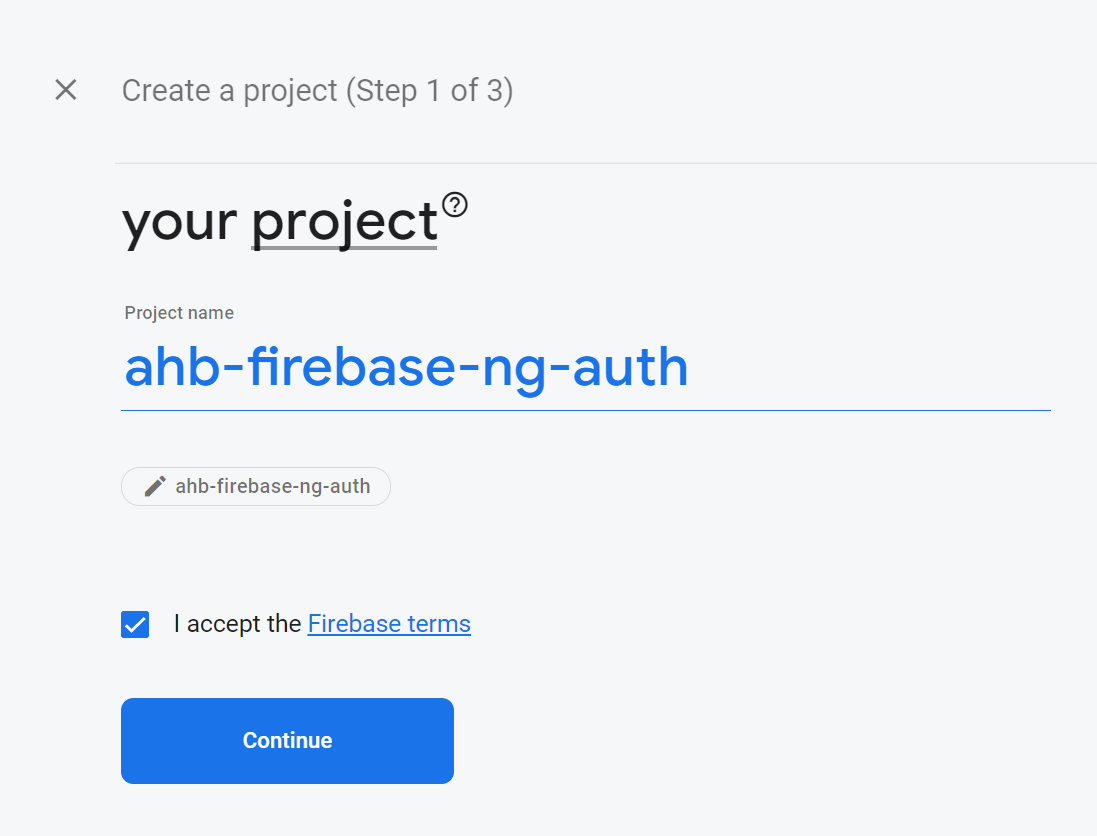 Create a project (Step 1 of 3)
your project
Project name
ahb-firebase-ng-auth
ahb-firebase-ng-auth
I accept the Firebase terms
Continue